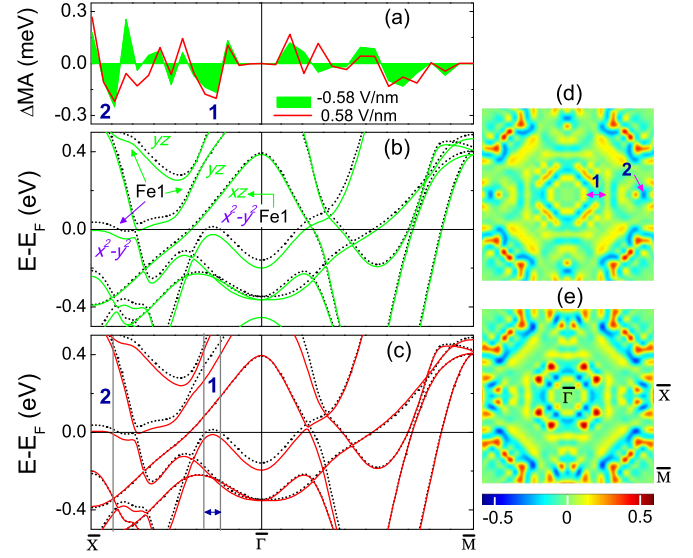 (a)
ΔMA (meV)
0.3
0.0
-0.3
2
1
-0.58 V/nm
0.58 V/nm
(b)
E-E_F (eV)
0.4
0.0
-0.4
yz
Fe1
yz
xz
x²-y² Fe1
x²-y²
(c)
E-E_F (eV)
0.4
0.0
-0.4
2
1
X̅
Γ̅
M̅
(d)
1
2
(e)
Γ̅
X̅
M̅
-0.5
0
0.5